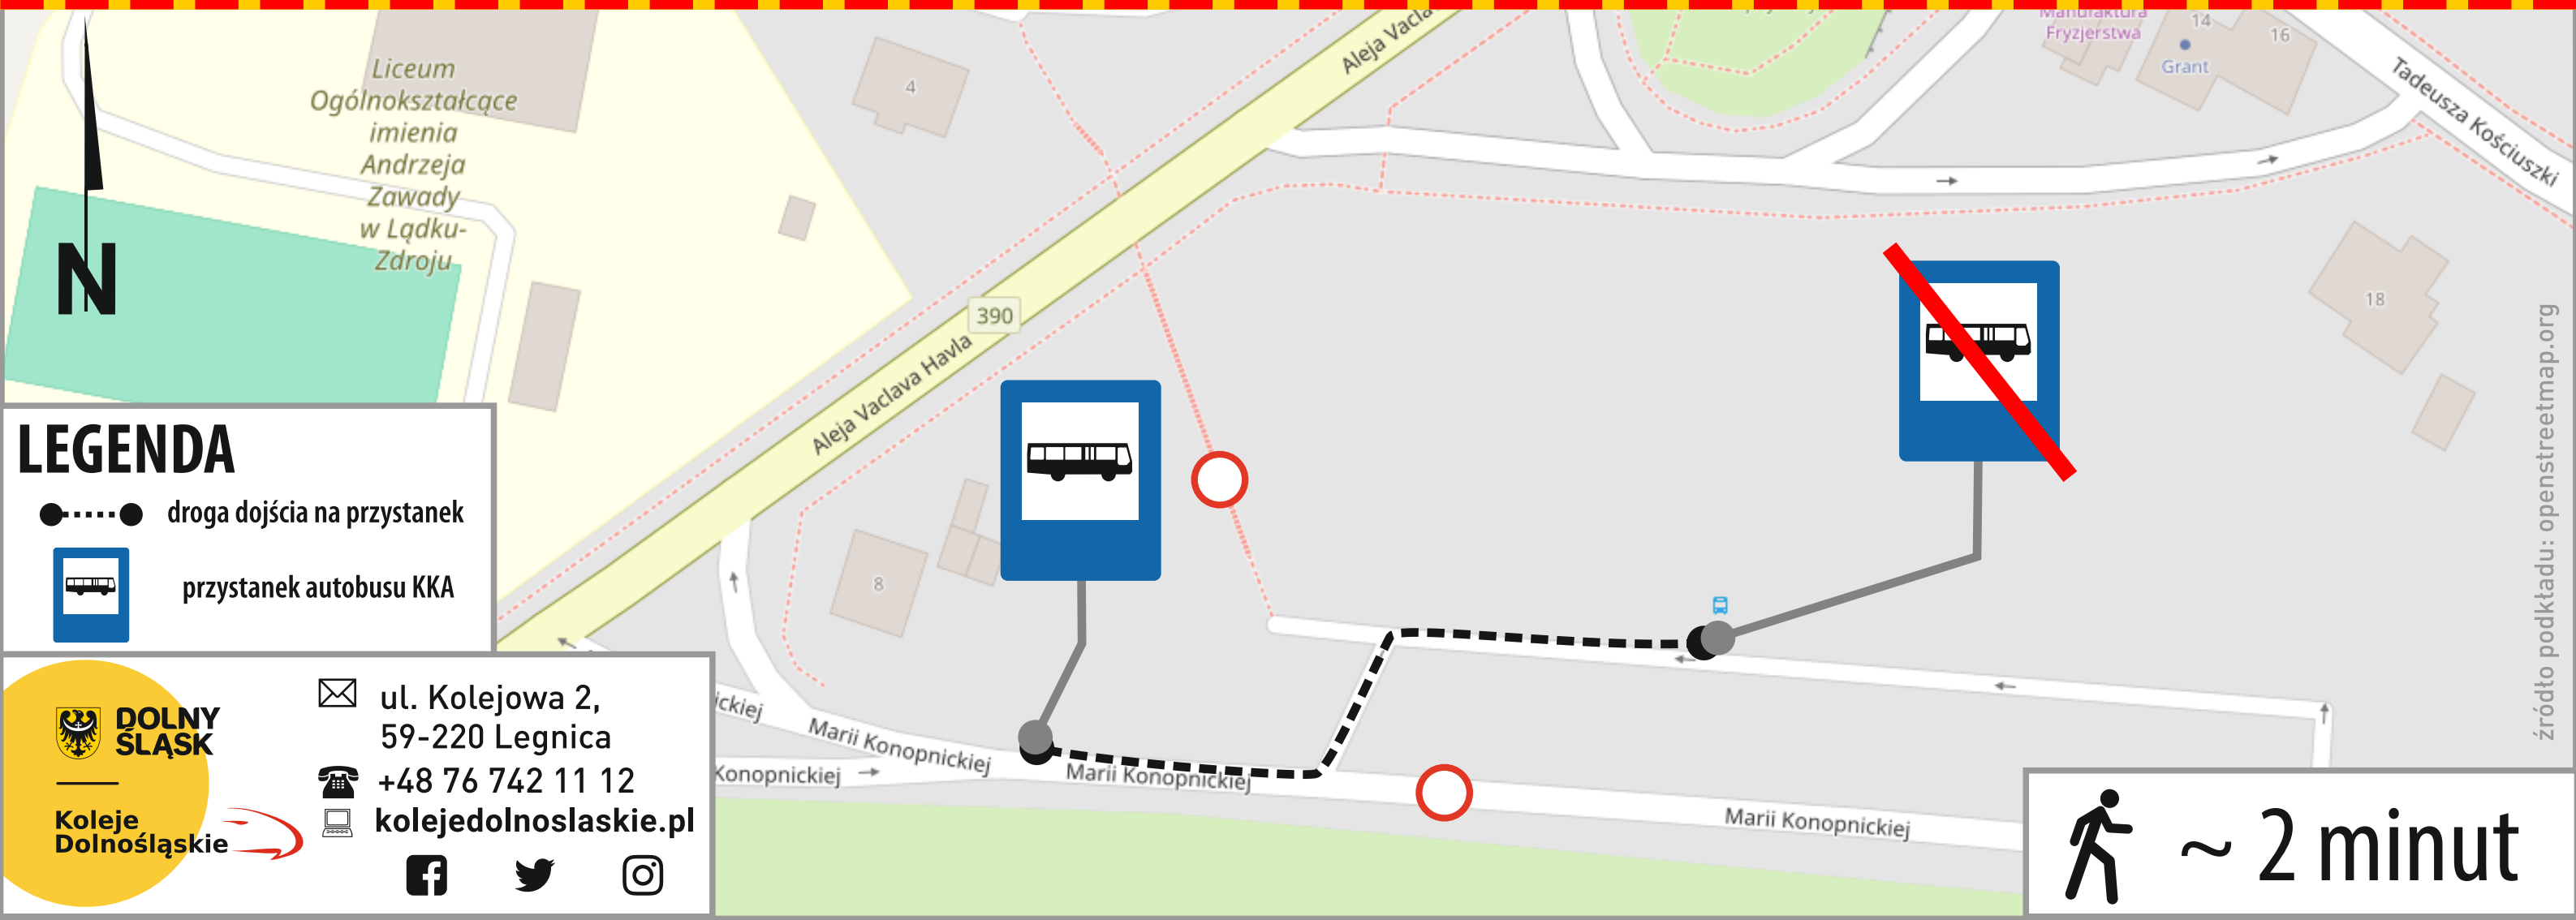 Liceum
Ogólnokształcące
imienia
Andrzeja
Zawady
w Lądku-
Zdroju
N
4
Aleja Vacla
Manufaktura
Fryzjerstwa
14
16
Grant
Tadeusza Kościuszki
18
390
Aleja Vaclava Havla
8
LEGENDA
droga dojścia na przystanek
przystanek autobusu KKA
DOLNY
ŚLĄSK
Koleje
Dolnośląskie
ul. Kolejowa 2,
59-220 Legnica
+48 76 742 11 12
kolejedolnoslaskie.pl
ickiej
Marii Konopnickiej
Konopnickiej
Marii Konopnickiej
Marii Konopnickiej
~ 2 minut
źródło podkładu: openstreetmap.org